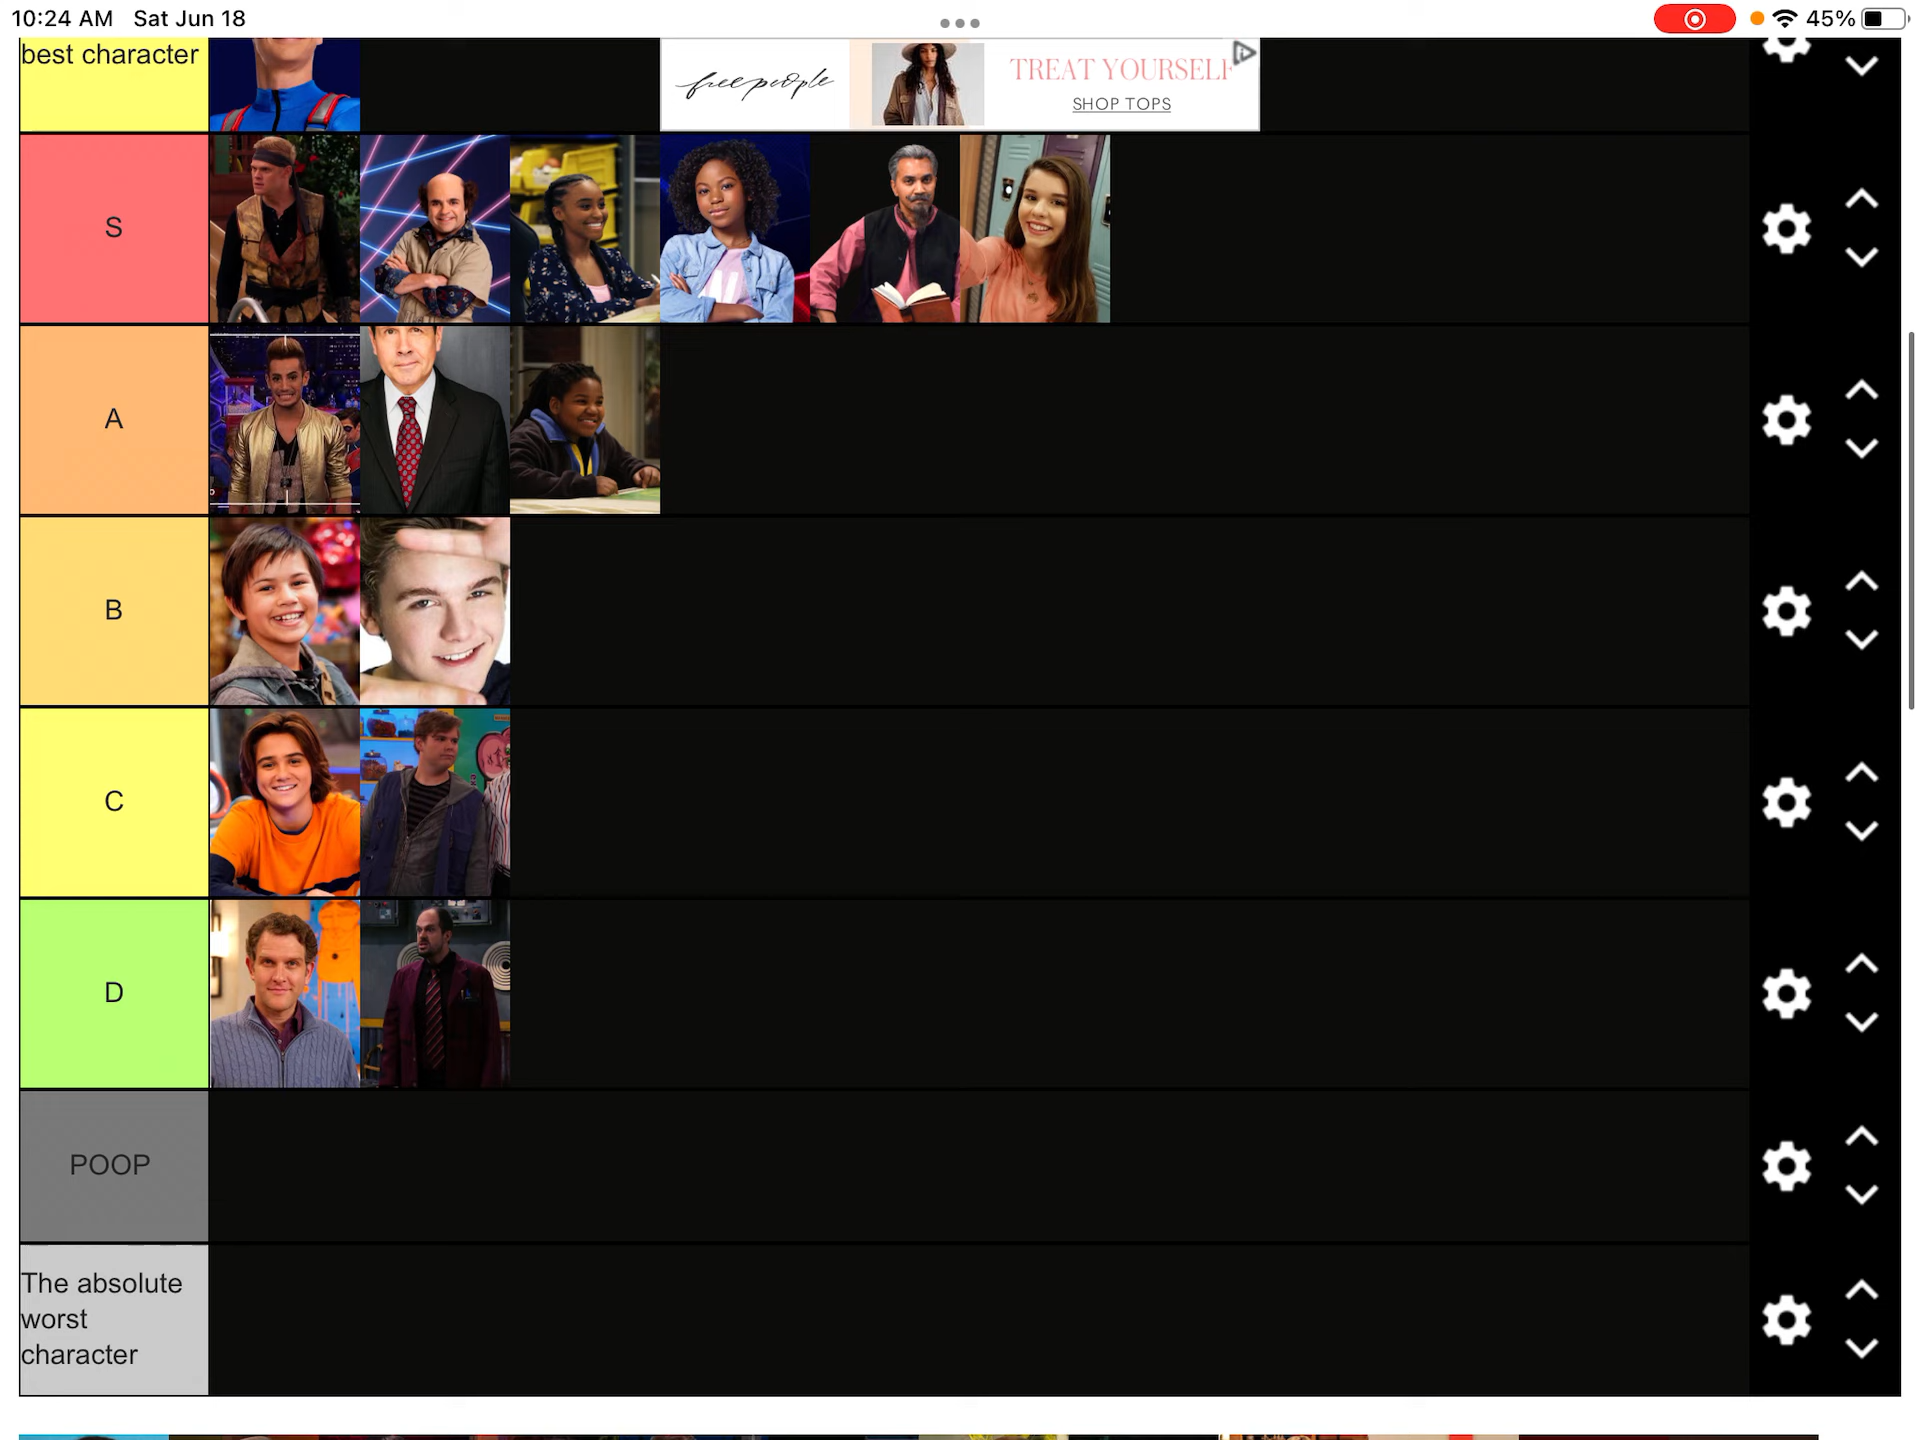 10:24 AM Sat Jun 18
45%
best character
free people
TREAT YOURSELF
SHOP TOPS
S
A
B
C
D
POOP
The absolute
worst
character